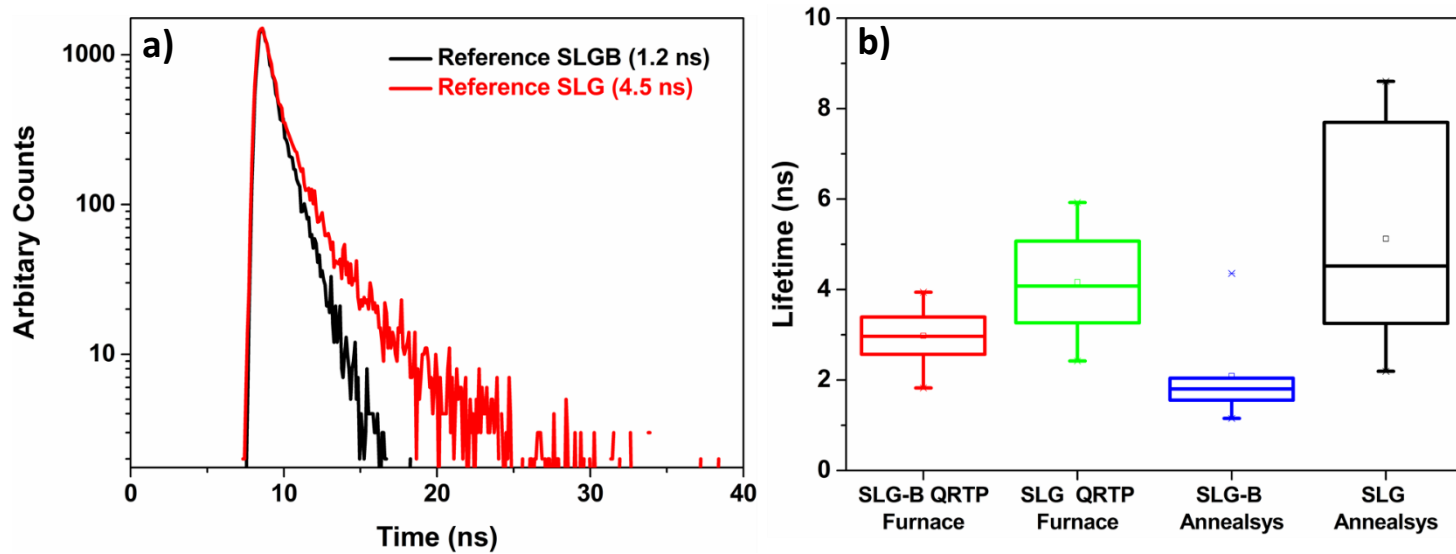 a)
Reference SLGB (1.2 ns)
Reference SLG (4.5 ns)
1000
100
10
Arbitary Counts
0
10
20
30
40
Time (ns)
b)
10
8
6
4
2
0
Lifetime (ns)
SLG-B QRTP
Furnace
SLG QRTP
Furnace
SLG-B
Annealsys
SLG
Annealsys